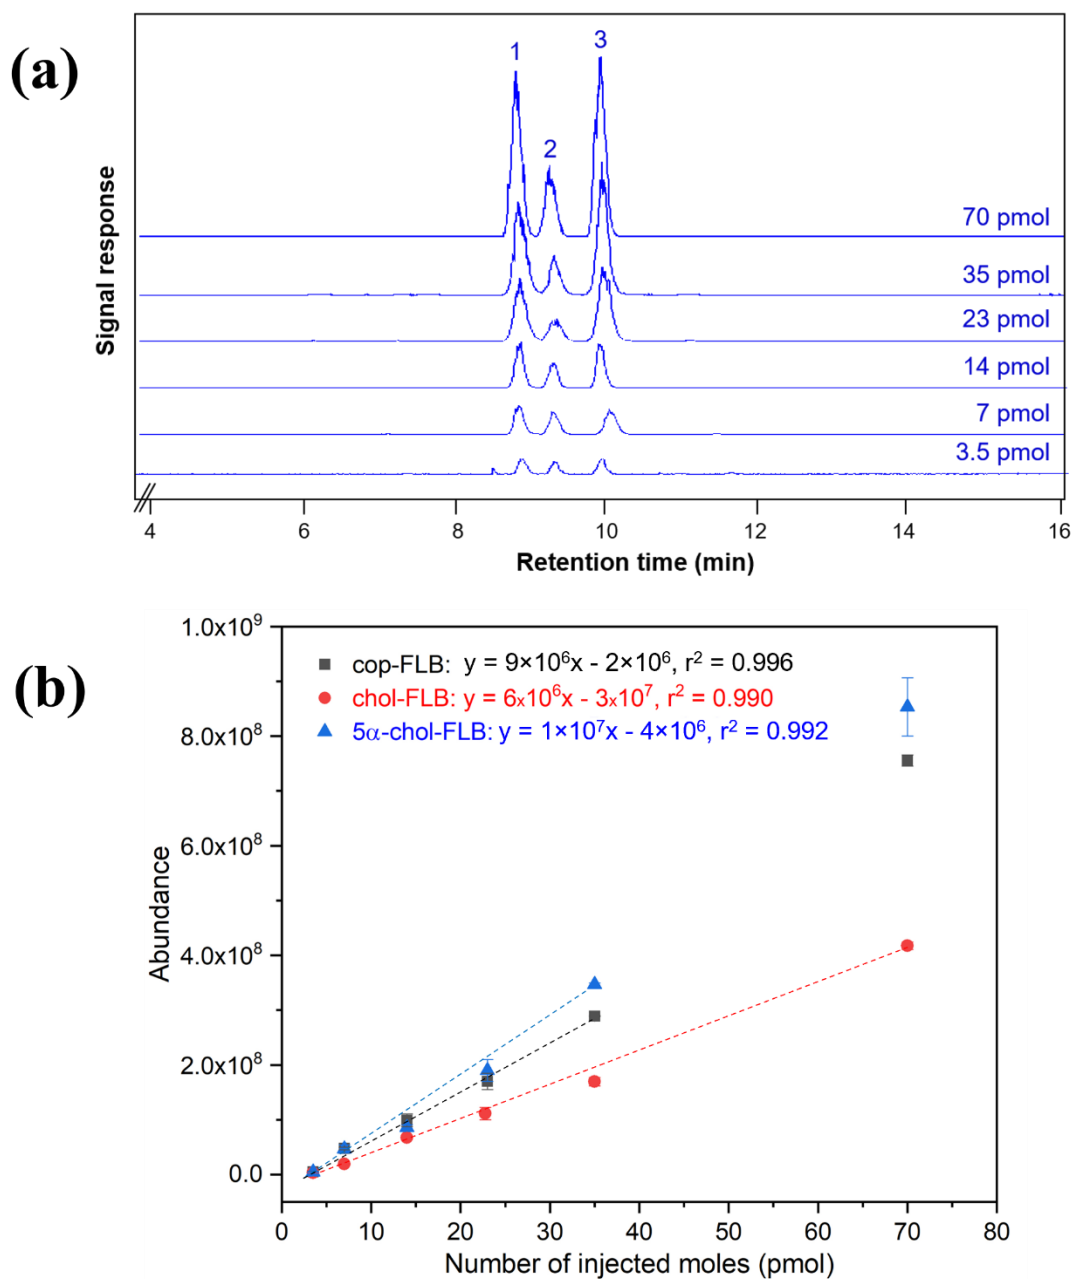 (a)
1
2
3
Signal response
70 pmol
35 pmol
23 pmol
14 pmol
7 pmol
3.5 pmol
4 6 8 10 12 14 16
Retention time (min)
(b)
1.0x10⁹
8.0x10⁸
6.0x10⁸
4.0x10⁸
2.0x10⁸
0.0
Abundance
cop-FLB: y = 9×10⁶x - 2×10⁶, r² = 0.996
chol-FLB: y = 6x10⁶x - 3x10⁷, r² = 0.990
5α-chol-FLB: y = 1×10⁷x - 4×10⁶, r² = 0.992
0 10 20 30 40 50 60 70 80
Number of injected moles (pmol)